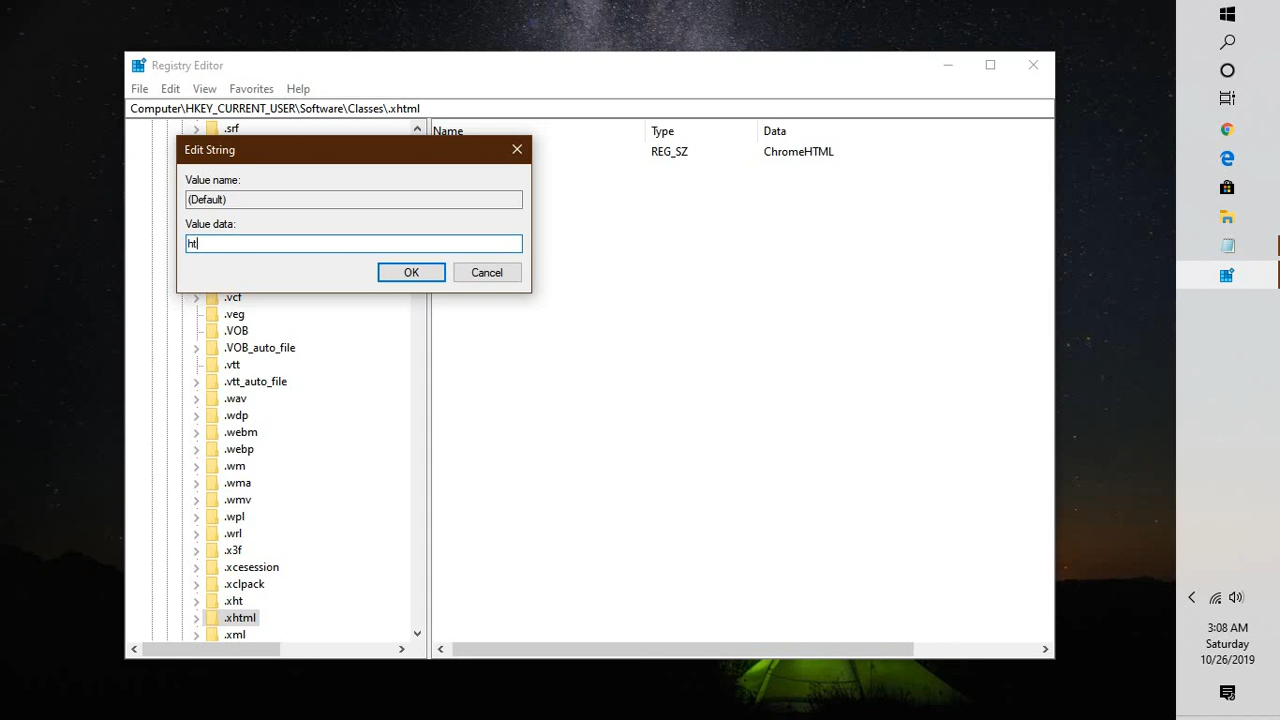 Registry Editor
File Edit View Favorites Help
Computer\HKEY_CURRENT_USER\Software\Classes\.xhtml
.srf
Name Type Data
REG_SZ ChromeHTML
Edit String
Value name:
(Default)
Value data:
ht
OK Cancel
.vcf
.veg
.VOB
.VOB_auto_file
.vtt
.vtt_auto_file
.wav
.wdp
.webm
.webp
.wm
.wma
.wmv
.wpl
.wrl
.x3f
.xcesession
.xclpack
.xht
.xhtml
.xml
3:08 AM
Saturday
10/26/2019